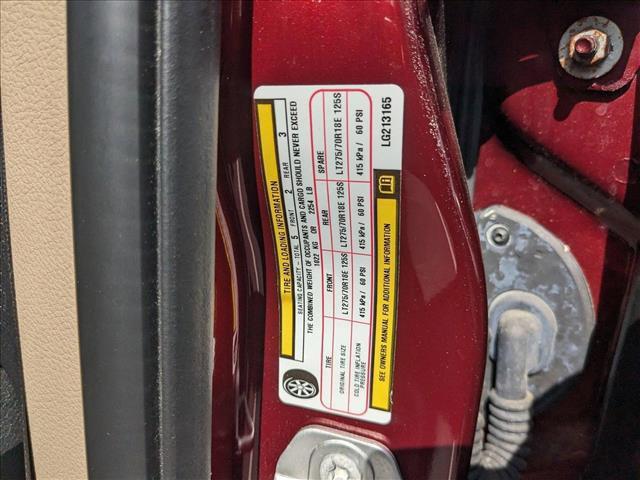 TIRE AND LOADING INFORMATION
SEATING CAPACITY - TOTAL 5 FRONT 2 REAR 3
THE COMBINED WEIGHT OF OCCUPANTS AND CARGO SHOULD NEVER EXCEED
1022 KG OR 2254 LB
TIRE FRONT REAR SPARE
ORIGINAL TIRE SIZE LT275/70R18E 125S LT275/70R18E 125S LT275/70R18E 125S
COLD TIRE INFLATION PRESSURE 415 kPa / 60 PSI 415 kPa / 60 PSI 415 kPa / 60 PSI
SEE OWNERS MANUAL FOR ADDITIONAL INFORMATION
LG213165